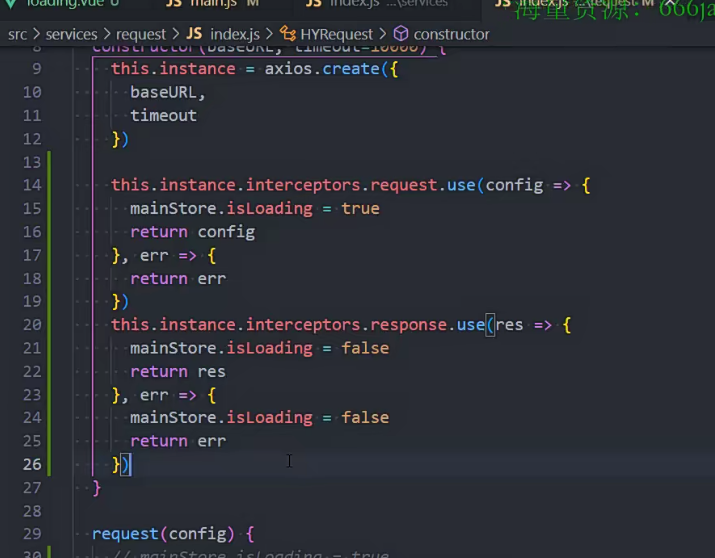 loading.vue U JS main.js M JS index.js ...\services JS index.js ...\request M
海量资源：666ja
src > services > request > JS index.js > HYRequest > constructor
8 constructor(baseURL, timeout=10000) {
9 this.instance = axios.create({
10 baseURL,
11 timeout
12 })
13
14 this.instance.interceptors.request.use(config => {
15 mainStore.isLoading = true
16 return config
17 }, err => {
18 return err
19 })
20 this.instance.interceptors.response.use(res => {
21 mainStore.isLoading = false
22 return res
23 }, err => {
24 mainStore.isLoading = false
25 return err
26 })
27 }
28
29 request(config) {
30 // mainStore.isLoading = true